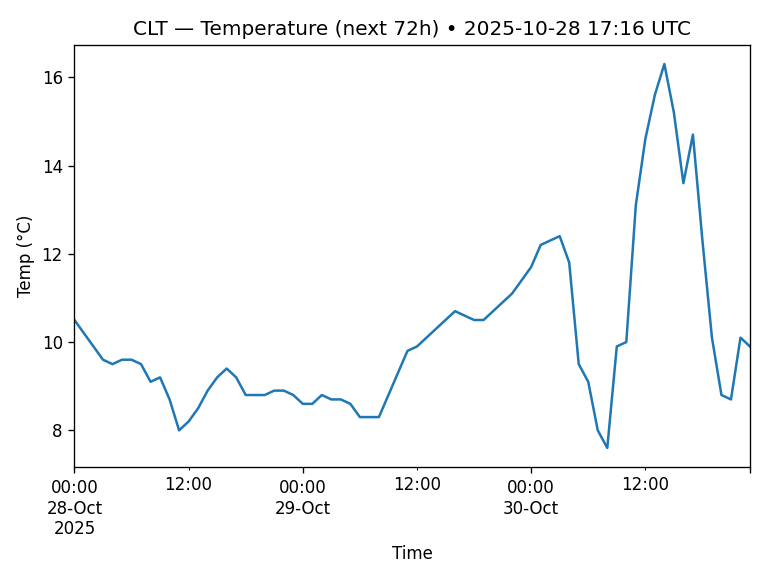 CLT — Temperature (next 72h) • 2025-10-28 17:16 UTC
Temp (°C)
16
14
12
10
8
00:00 12:00 00:00 12:00 00:00 12:00
28-Oct 29-Oct 30-Oct
2025
Time